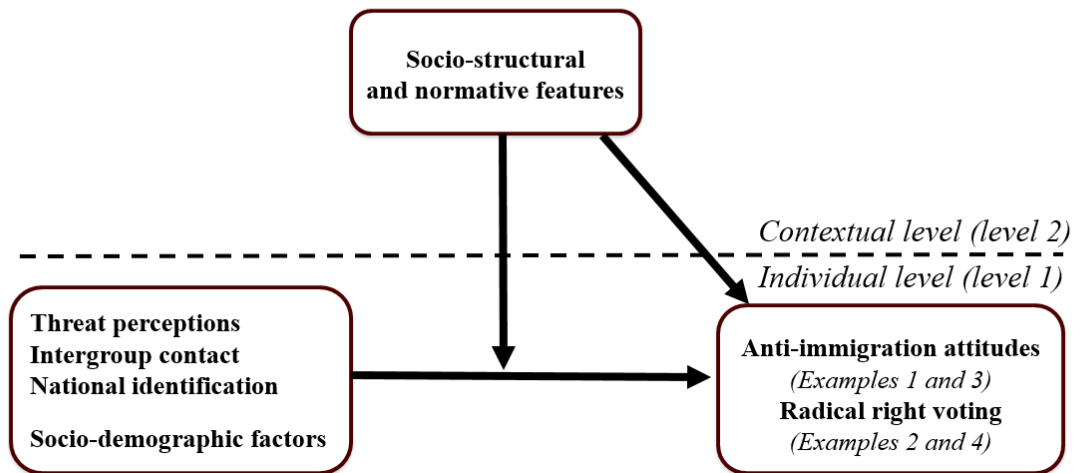 Socio-structural
and normative features
Contextual level (level 2)
Individual level (level 1)
Threat perceptions
Intergroup contact
National identification
Socio-demographic factors
Anti-immigration attitudes
(Examples 1 and 3)
Radical right voting
(Examples 2 and 4)